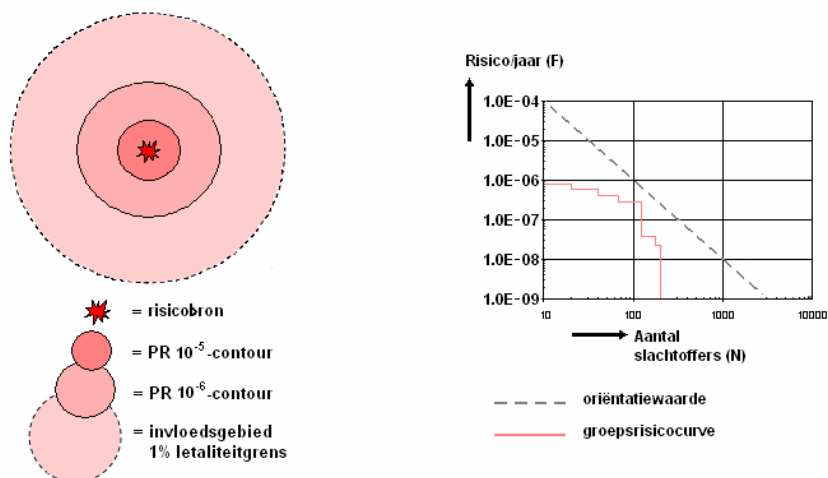 = risicobron
= PR 10⁻⁵-contour
= PR 10⁻⁶-contour
= invloedsgebied
1% letaliteitgrens
Risico/jaar (F)
1.0E-04
1.0E-05
1.0E-06
1.0E-07
1.0E-08
1.0E-09
10
100
1000
10000
Aantal
slachtoffers (N)
oriëntatiewaarde
groepsrisicocurve